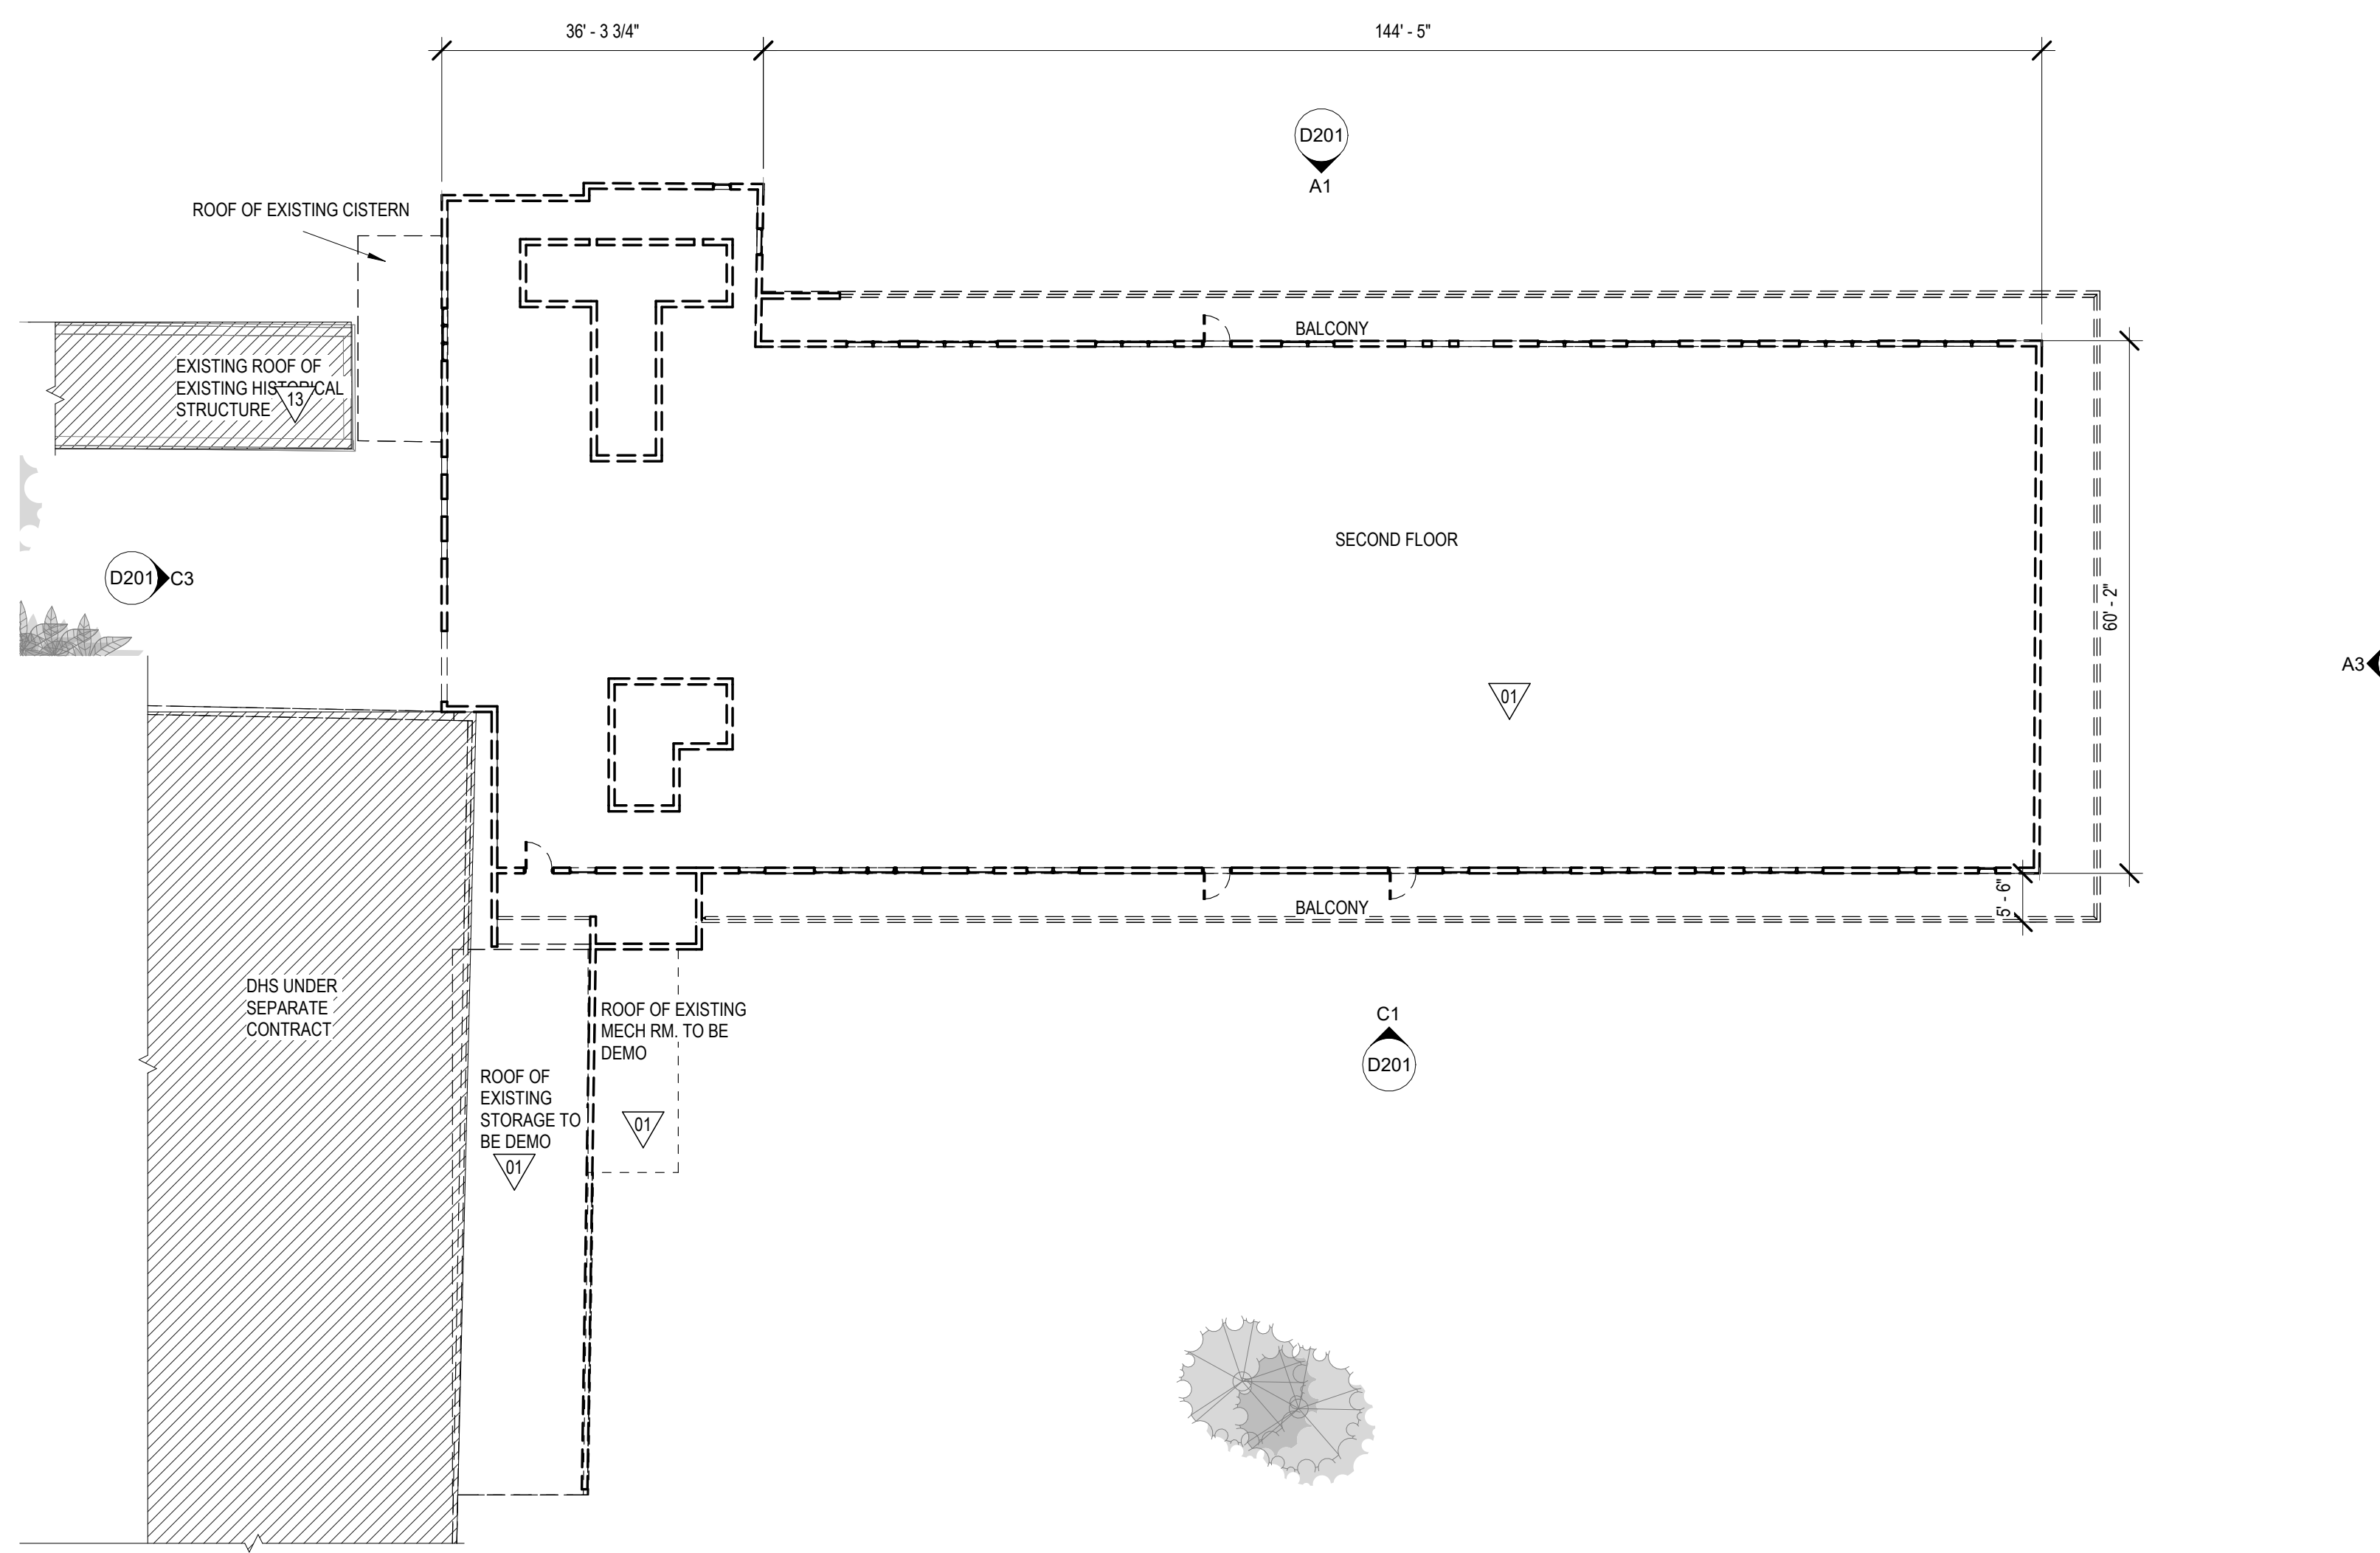 36' - 3 3/4"
144' - 5"
D201
A1
ROOF OF EXISTING CISTERN
BALCONY
EXISTING ROOF OF
EXISTING HISTORICAL
STRUCTURE
13
SECOND FLOOR
D201
C3
60' - 2"
A3
01
5' - 6"
BALCONY
DHS UNDER
SEPARATE
CONTRACT
ROOF OF EXISTING
MECH RM. TO BE
DEMO
C1
D201
ROOF OF
EXISTING
STORAGE TO
BE DEMO
01
01